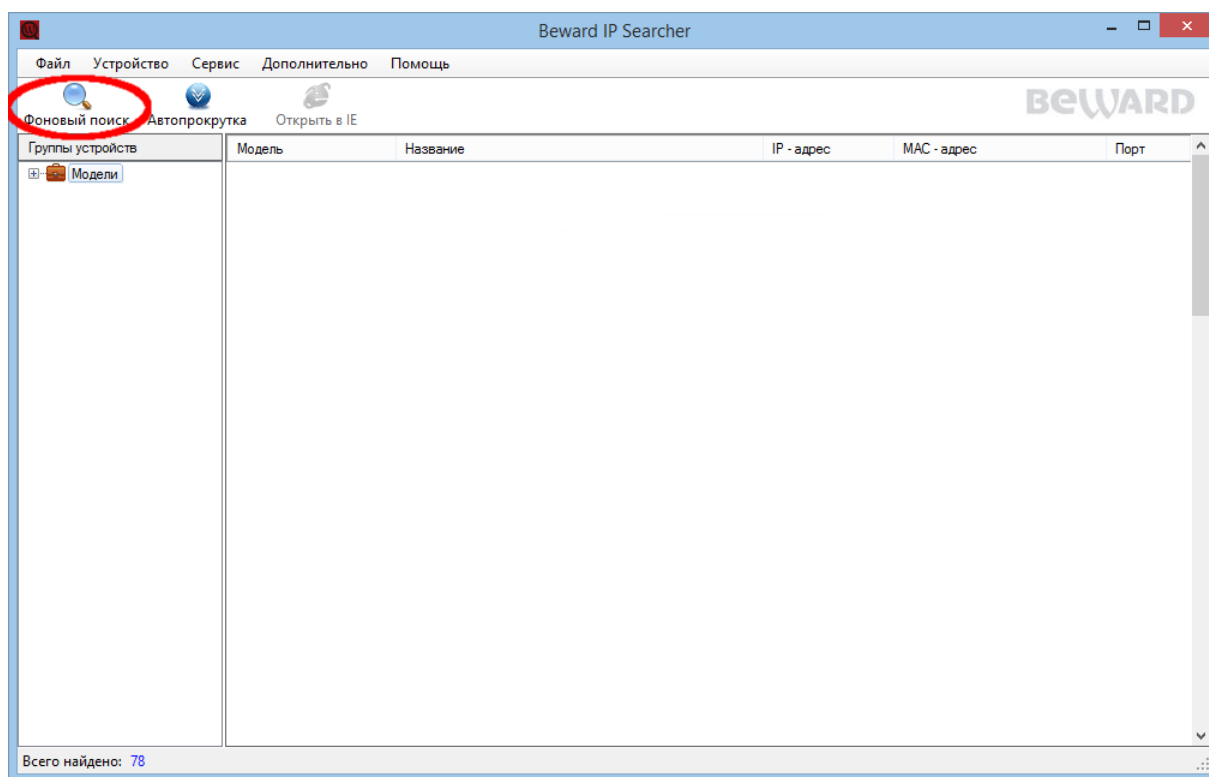 Beward IP Searcher
Файл Устройство Сервис Дополнительно Помощь
Фоновый поиск Автопрокрутка Открыть в IE
BEWARD
Группы устройств Модель Название IP - адрес MAC - адрес Порт
Модели
Всего найдено: 78